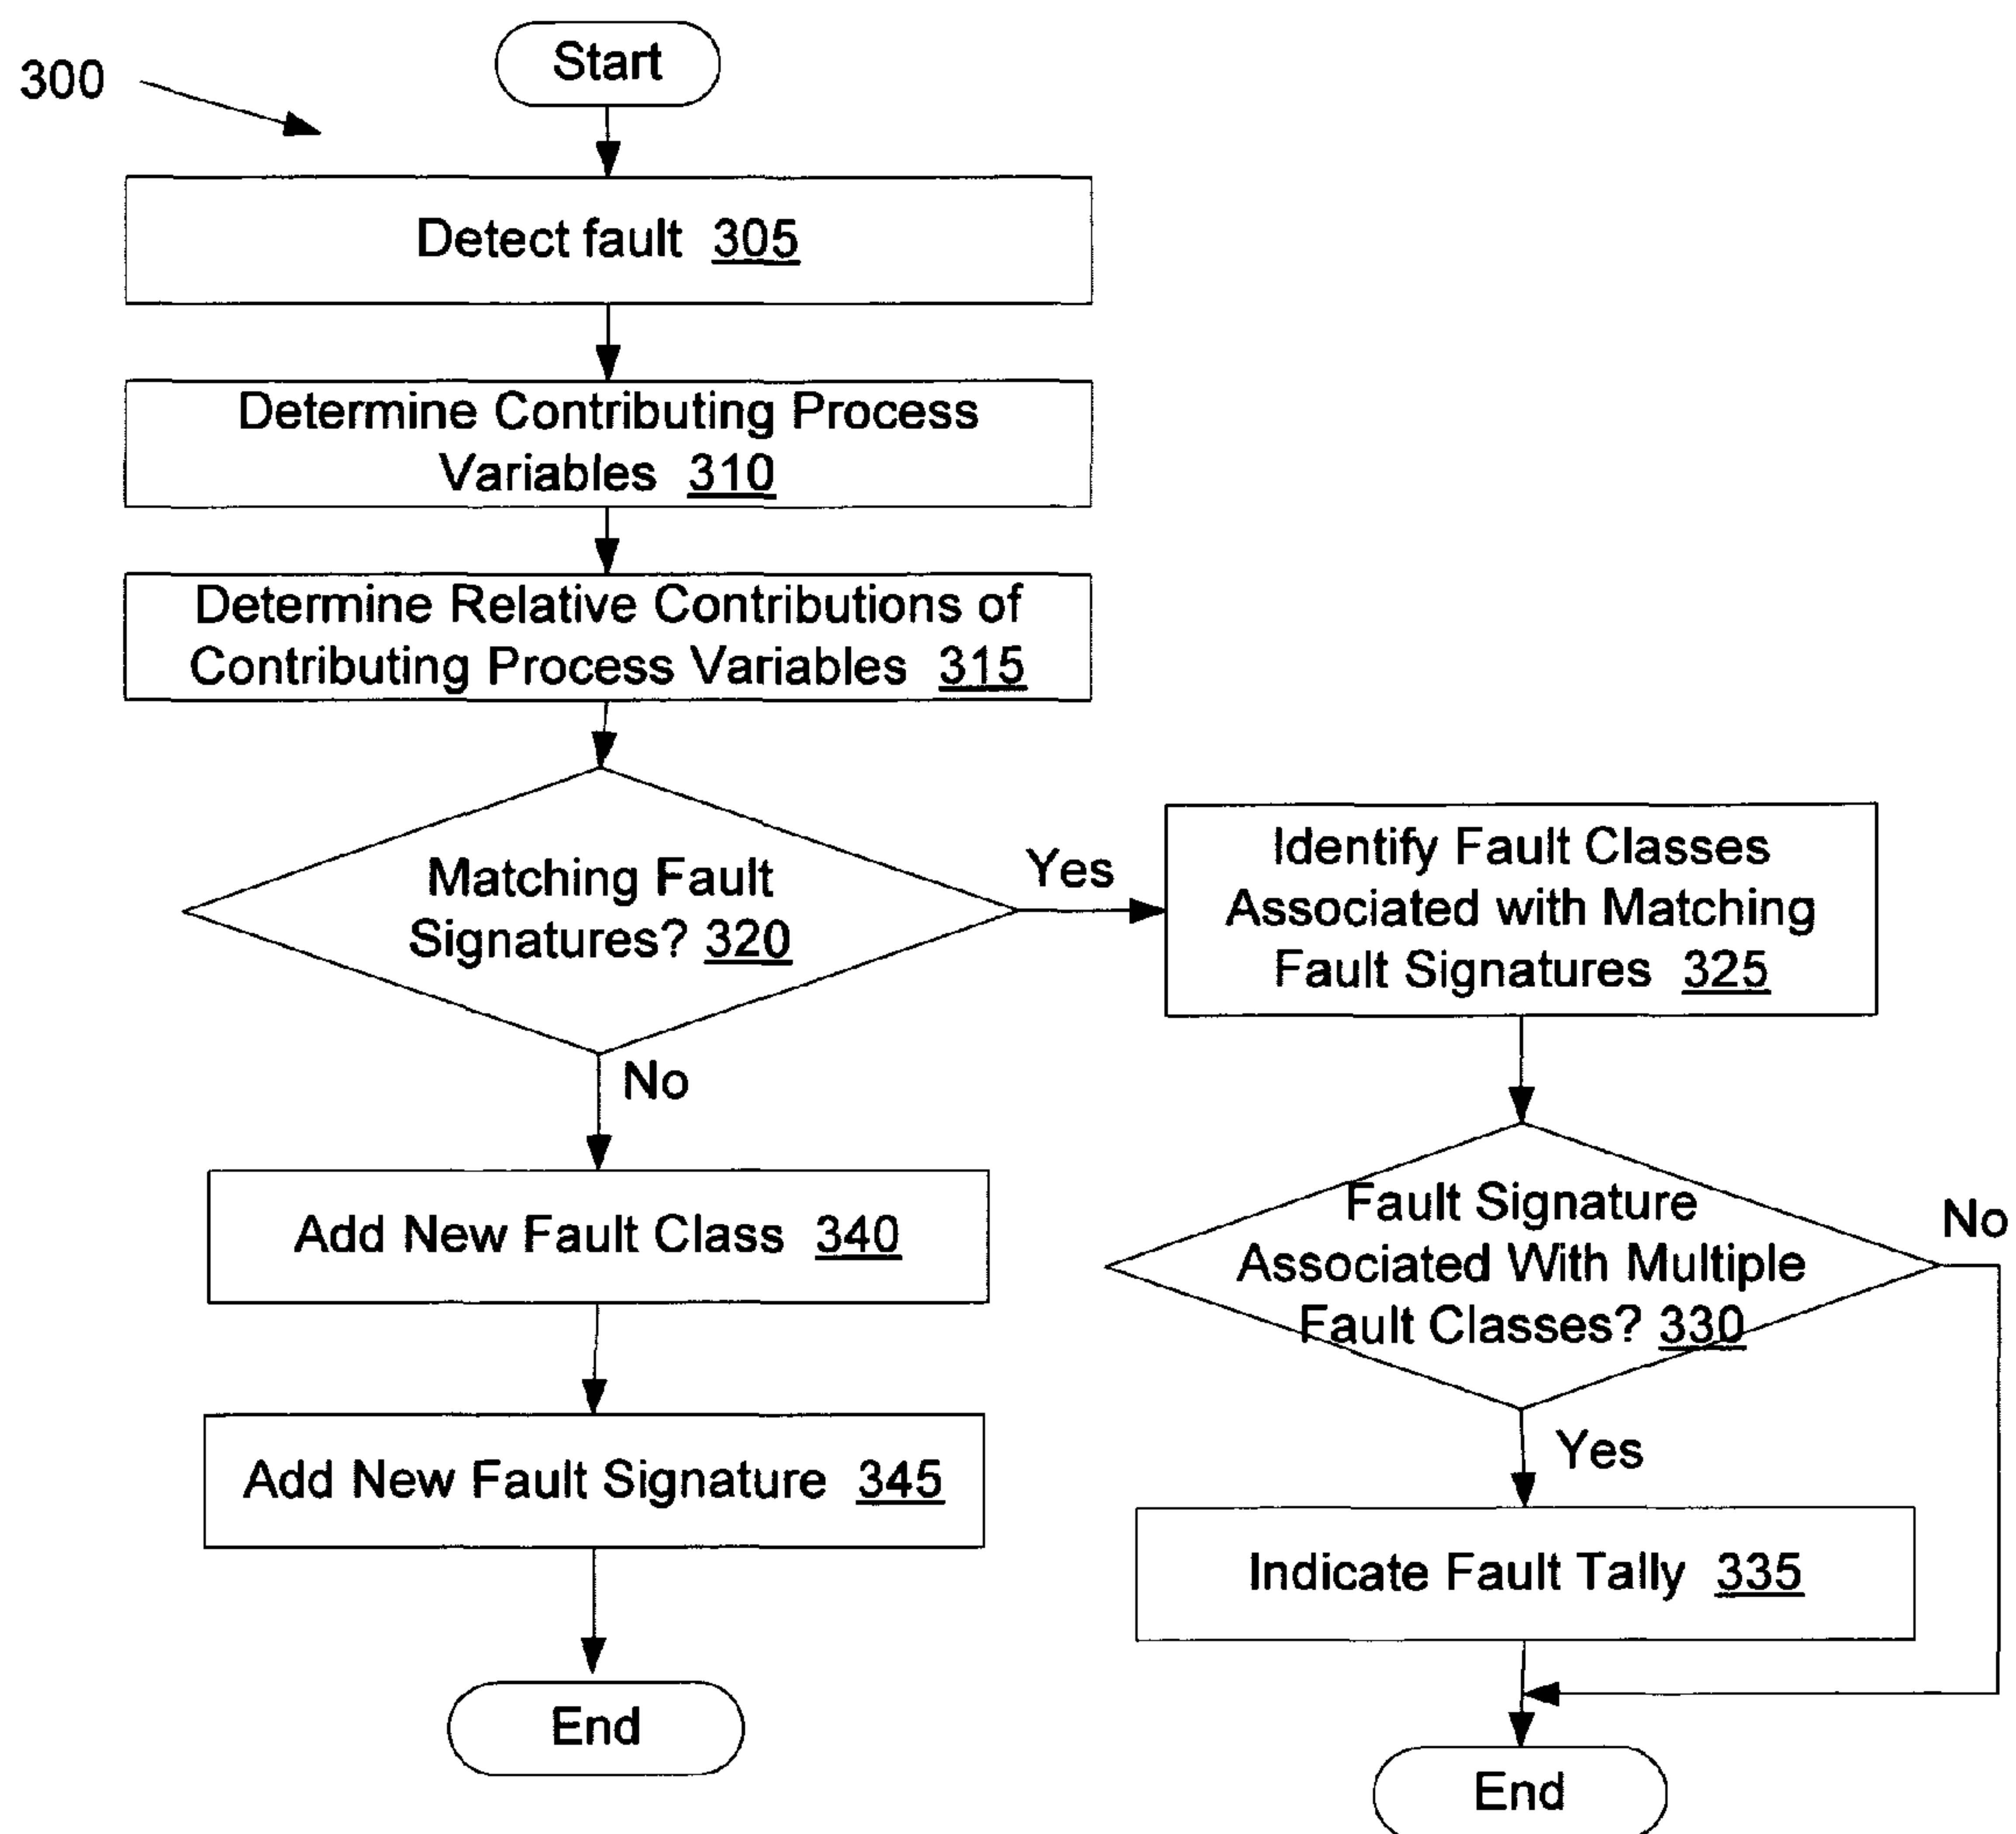 300
Start
Detect fault 305
Determine Contributing Process
Variables 310
Determine Relative Contributions of
Contributing Process Variables 315
Matching Fault
Signatures? 320
Yes
Identify Fault Classes
Associated with Matching
Fault Signatures 325
No
Add New Fault Class 340
Add New Fault Signature 345
End
Fault Signature
Associated With Multiple
Fault Classes? 330
No
Yes
Indicate Fault Tally 335
End